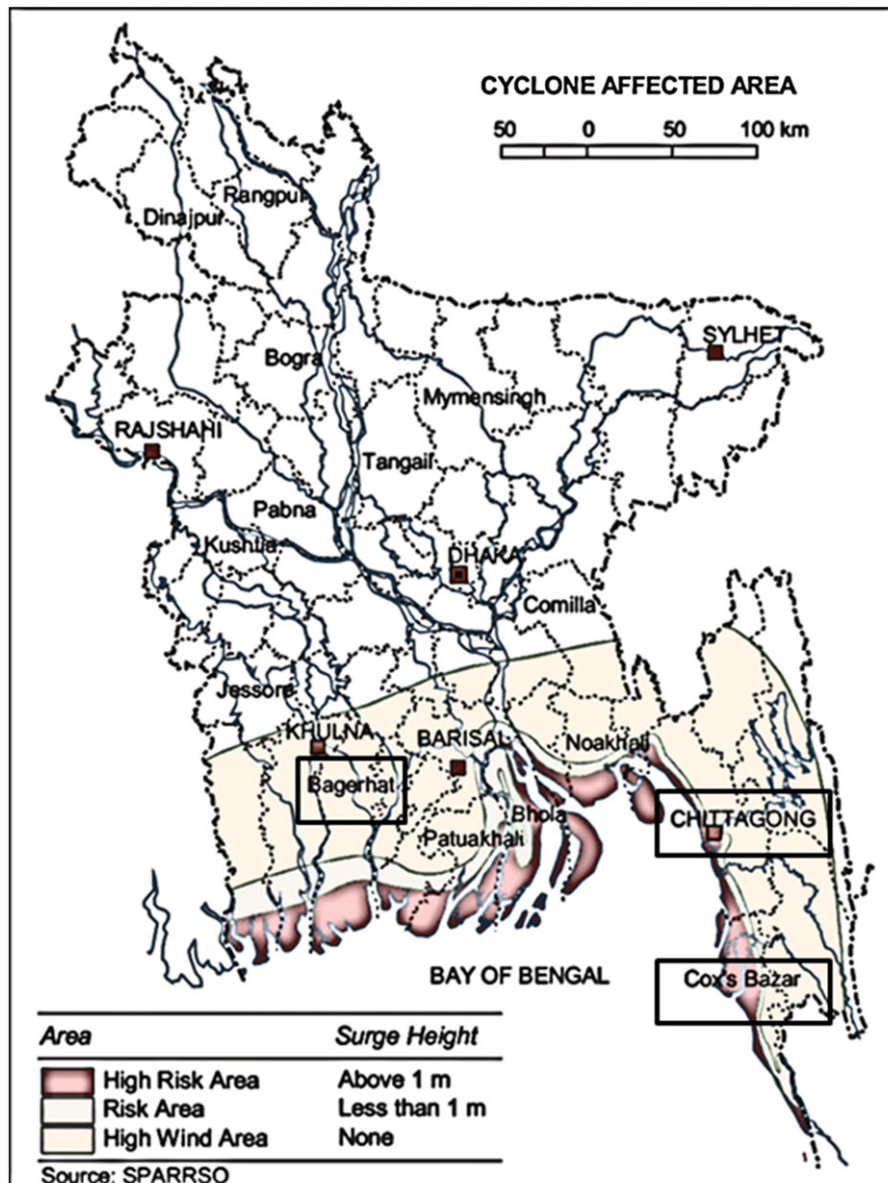 CYCLONE AFFECTED AREA
50 0 50 100 km
Rangpur
Dinajpur
SYLHET
Bogra
Mymensingh
RAJSHAHI
Tangail
Pabna
Kushtia
DHAKA
Comilla
Jessore
KHULNA
BARISAL
Noakhali
Bagerhat
Bhola
CHITTAGONG
Patuakhali
BAY OF BENGAL
Cox's Bazar
Area Surge Height
High Risk Area Above 1 m
Risk Area Less than 1 m
High Wind Area None
Source: SPARRSO